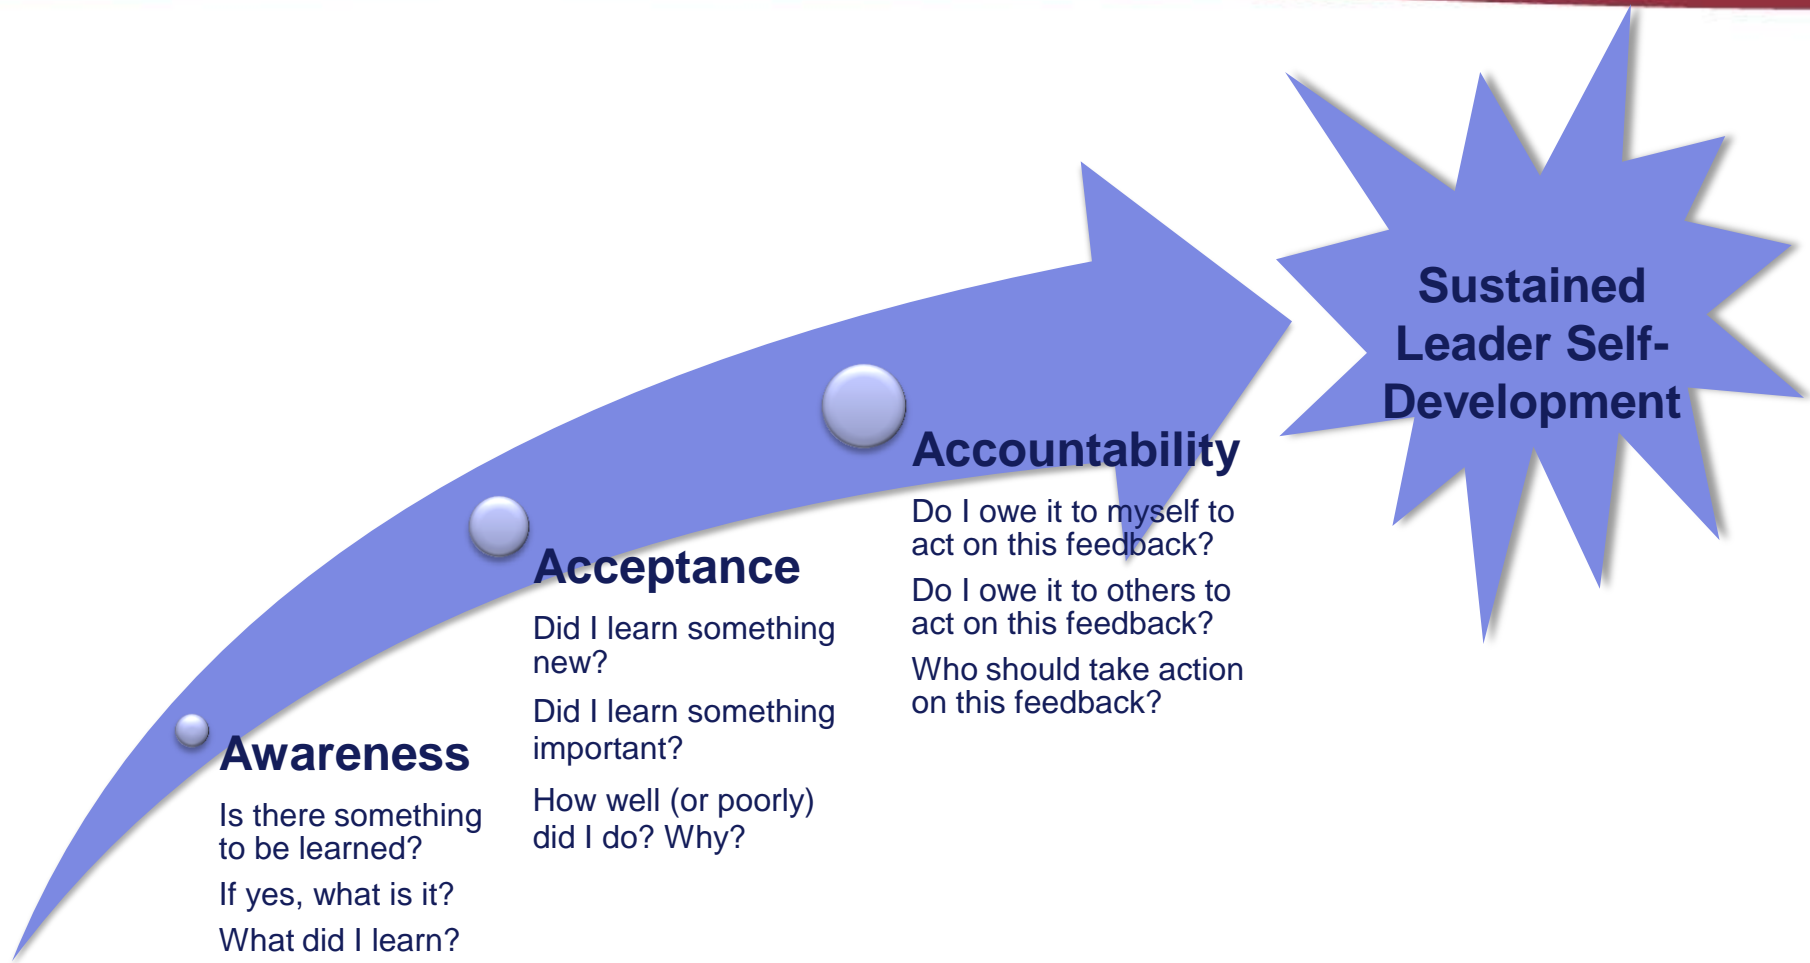 Sustained
Leader Self-
Development
Accountability
Do I owe it to myself to
act on this feedback?
Do I owe it to others to
act on this feedback?
Who should take action
on this feedback?
Acceptance
Did I learn something
new?
Did I learn something
important?
How well (or poorly)
did I do? Why?
Awareness
Is there something
to be learned?
If yes, what is it?
What did I learn?